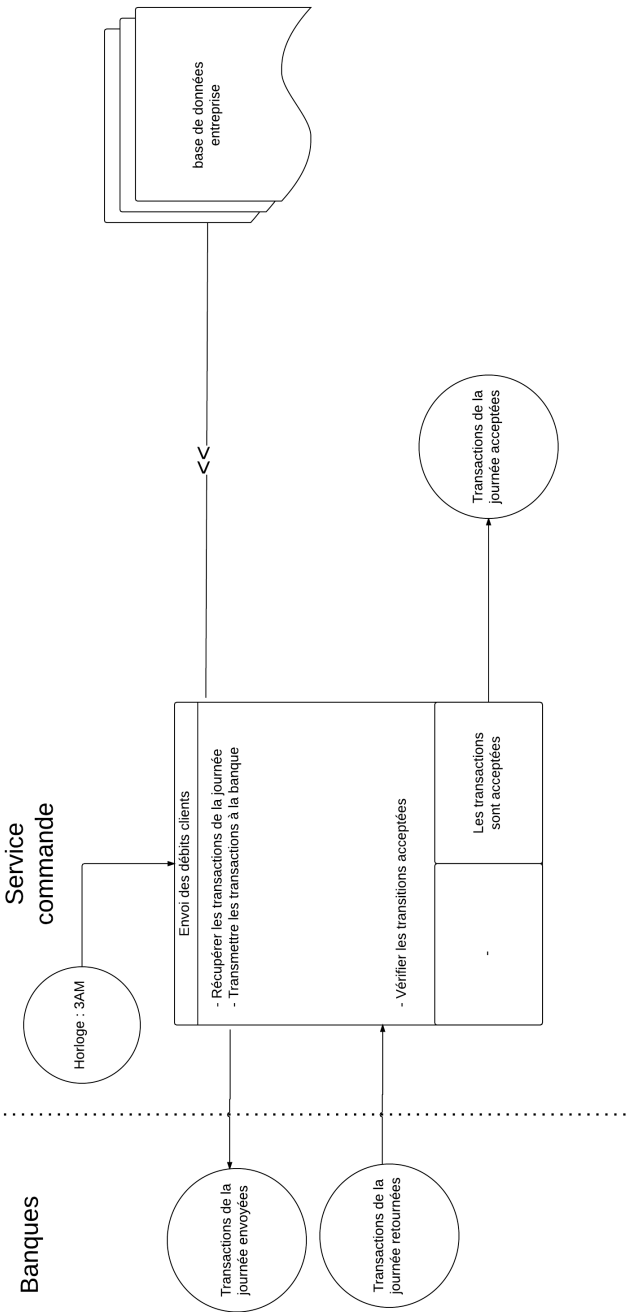 Banques
Service
commande
Horloge : 3AM
base de données
entreprise
<<
Envoi des débits clients
- Récupérer les transactions de la journée
- Transmettre les transactions à la banque
- Vérifier les transitions acceptées
-
Les transactions
sont acceptées
Transactions de la
journée envoyées
Transactions de la
journée retournées
Transactions de la
journée acceptées